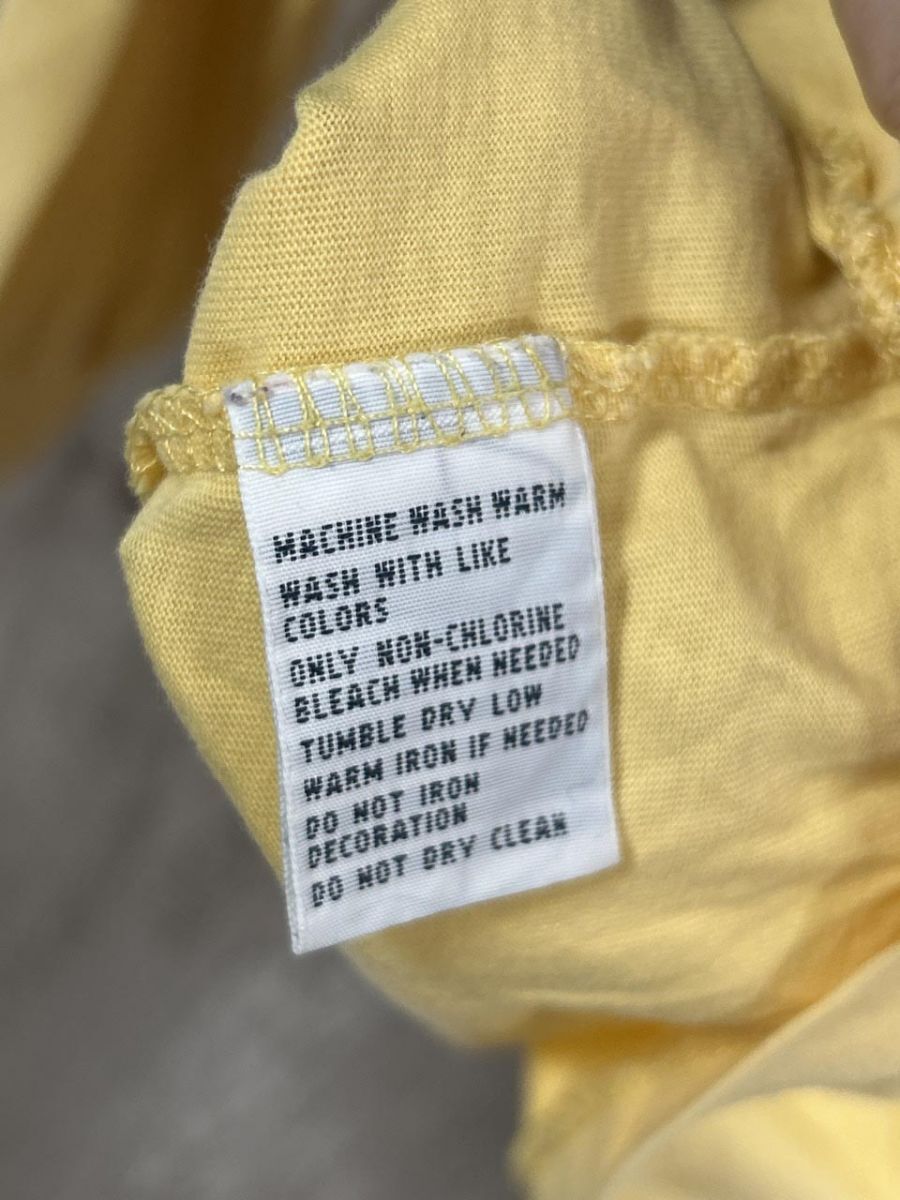 MACHINE WASH WARM
WASH WITH LIKE
COLORS
ONLY NON-CHLORINE
BLEACH WHEN NEEDED
TUMBLE DRY LOW
WARM IRON IF NEEDED
DO NOT IRON
DECORATION
DO NOT DRY CLEAN